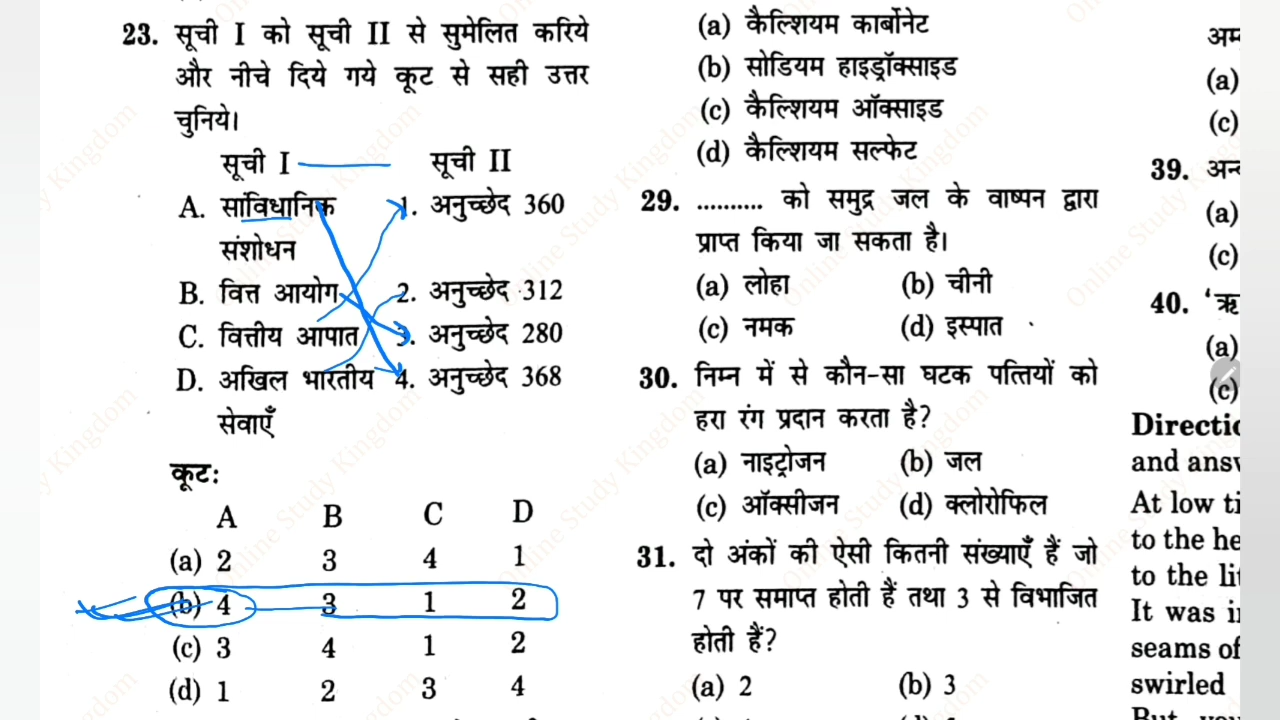 23. सूची I को सूची II से सुमेलित करिये
और नीचे दिये गये कूट से सही उत्तर
चुनिये।
सूची I सूची II
A. सांविधानिक 1. अनुच्छेद 360
संशोधन
B. वित्त आयोग 2. अनुच्छेद 312
C. वित्तीय आपात 3. अनुच्छेद 280
D. अखिल भारतीय 4. अनुच्छेद 368
सेवाएँ
कूटः
A B C D
(a) 2 3 4 1
(b) 4 3 1 2
(c) 3 4 1 2
(d) 1 2 3 4
(a) कैल्शियम कार्बोनेट
(b) सोडियम हाइड्रॉक्साइड
(c) कैल्शियम ऑक्साइड
(d) कैल्शियम सल्फेट
29. .......... को समुद्र जल के वाष्पन द्वारा
प्राप्त किया जा सकता है।
(a) लोहा (b) चीनी
(c) नमक (d) इस्पात
30. निम्न में से कौन-सा घटक पत्तियों को
हरा रंग प्रदान करता है?
(a) नाइट्रोजन (b) जल
(c) ऑक्सीजन (d) क्लोरोफिल
31. दो अंकों की ऐसी कितनी संख्याएँ हैं जो
7 पर समाप्त होती हैं तथा 3 से विभाजित
होती हैं?
(a) 2 (b) 3
(a)
(c)
39.
(a)
(c)
40.
(a)
(c)
and
At low
to the
to the
It was
seams of
swirled
Online Study Kingdom